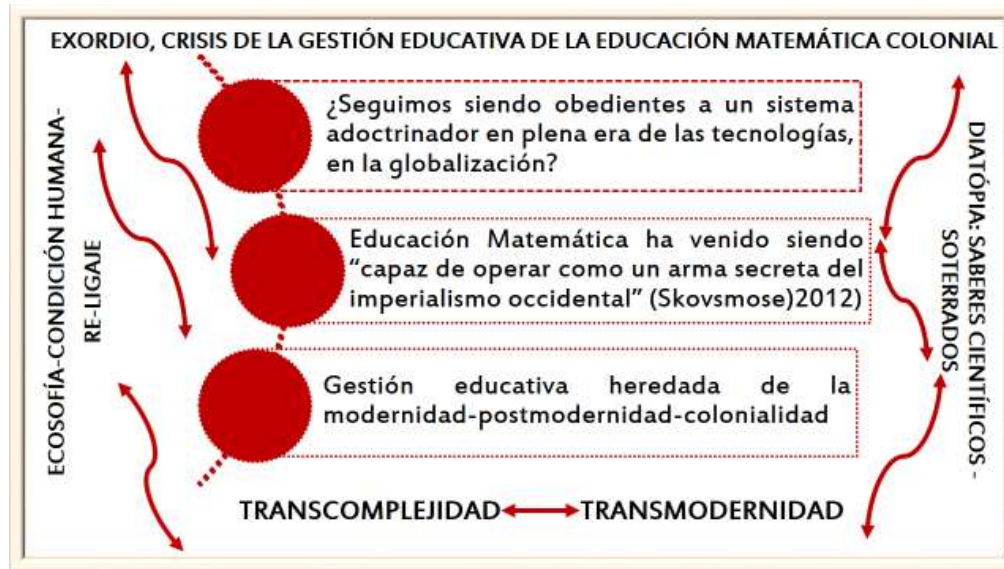 EXORDIO, CRISIS DE LA GESTIÓN EDUCATIVA DE LA EDUCACIÓN MATEMÁTICA COLONIAL
¿Seguimos siendo obedientes a un sistema
adoctrinador en plena era de las tecnologías,
en la globalización?
Educación Matemática ha venido siendo
“capaz de operar como un arma secreta del
imperialismo occidental” (Skovsmose)2012)
Gestión educativa heredada de la
modernidad-postmodernidad-colonialidad
ECOSOFÍA-CONDICIÓN HUMANA-
RE-LIGAJE
DIATÓPIA: SABERES CIENTÍFICOS -
SOTERRADOS
TRANSCOMPLEJIDAD TRANSMODERNIDAD